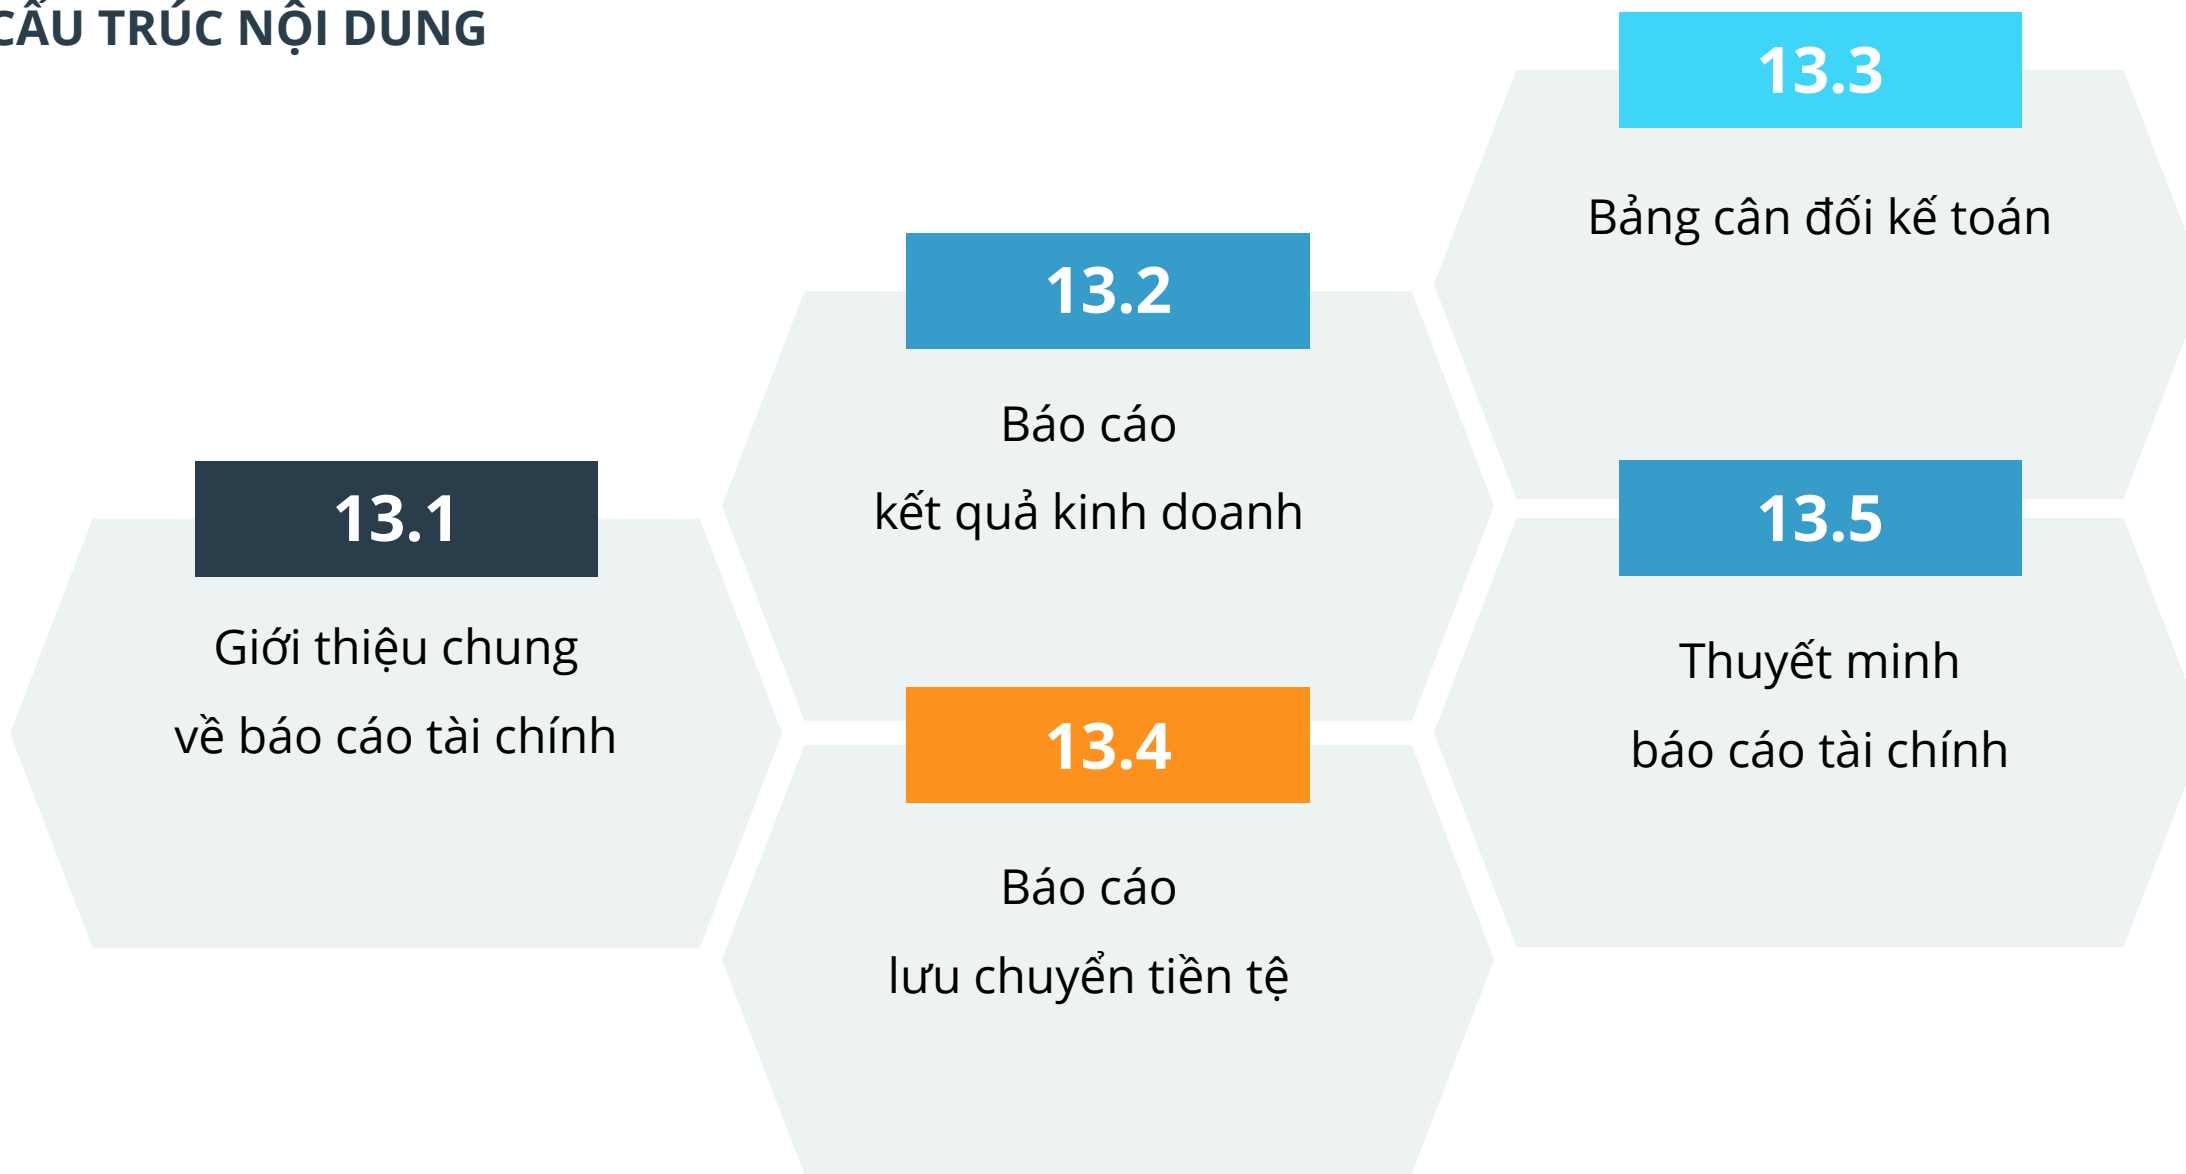 CẤU TRÚC NỘI DUNG
13.1
Giới thiệu chung
về báo cáo tài chính
13.2
Báo cáo
kết quả kinh doanh
13.3
Bảng cân đối kế toán
13.4
Báo cáo
lưu chuyển tiền tệ
13.5
Thuyết minh
báo cáo tài chính